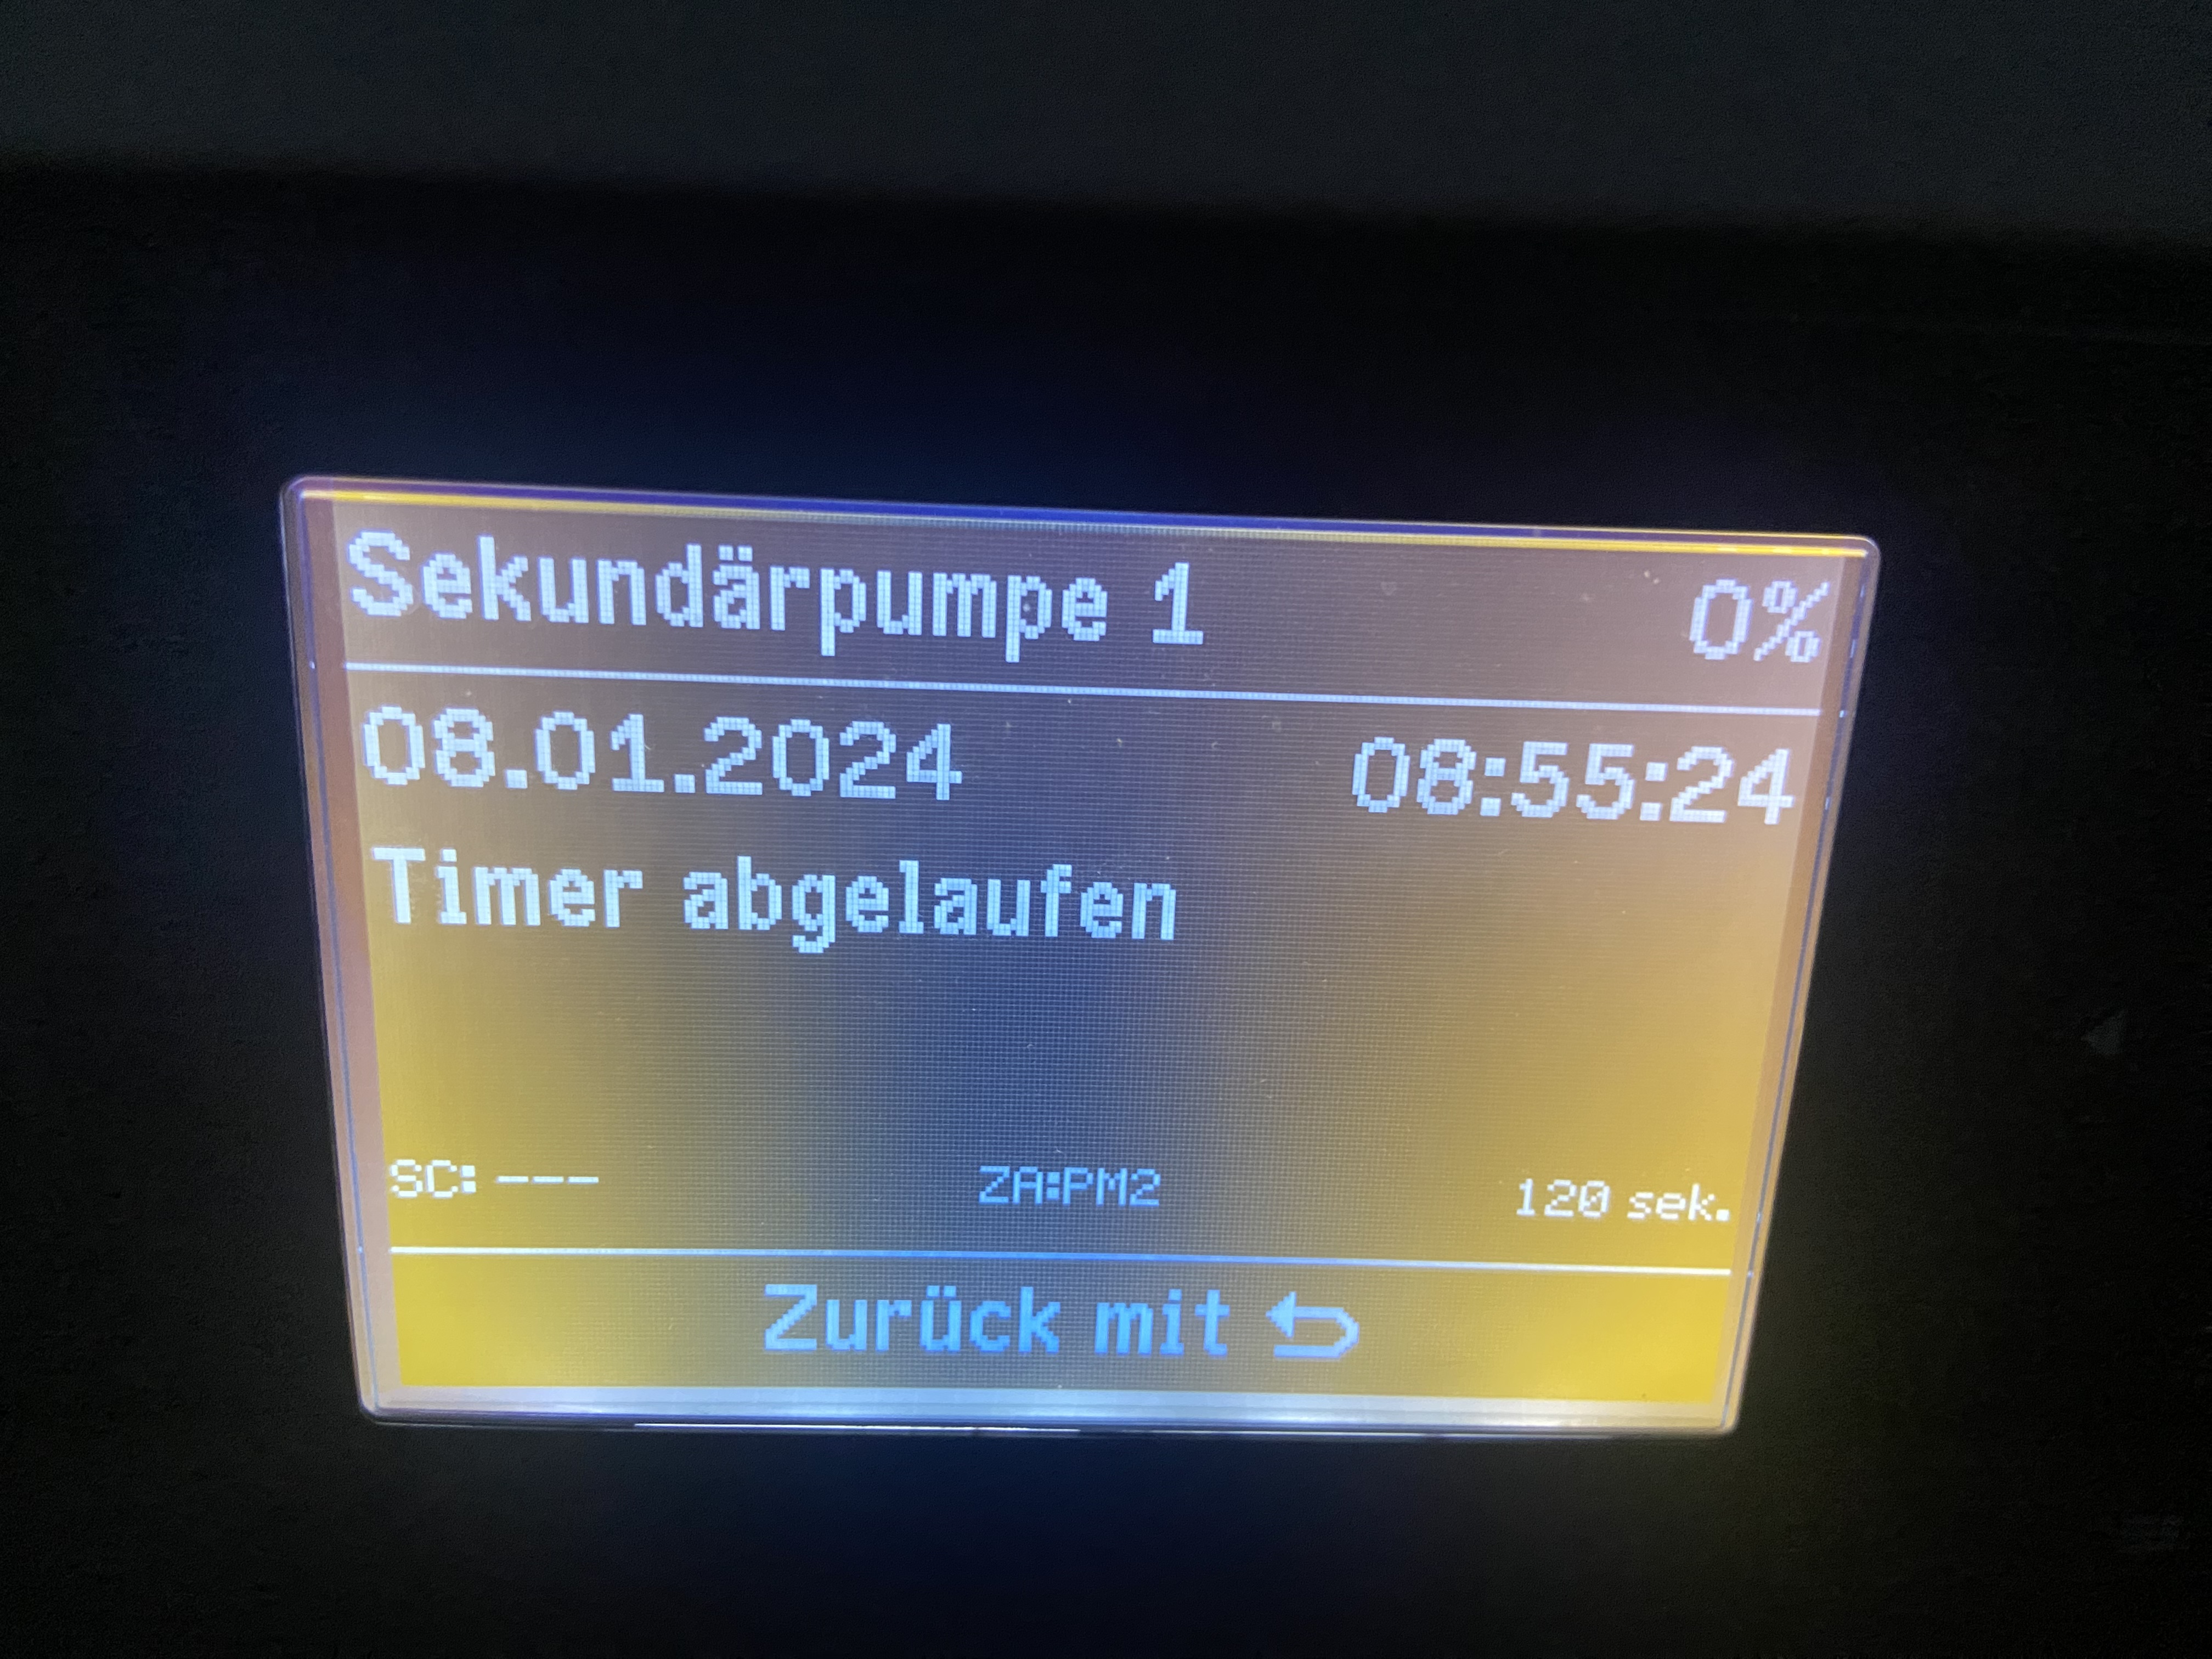 Sekundärpumpe 1 0%
08.01.2024 08:55:24
Timer abgelaufen
SC: --- ZA:PM2 120 sek.
Zurück mit ⮌